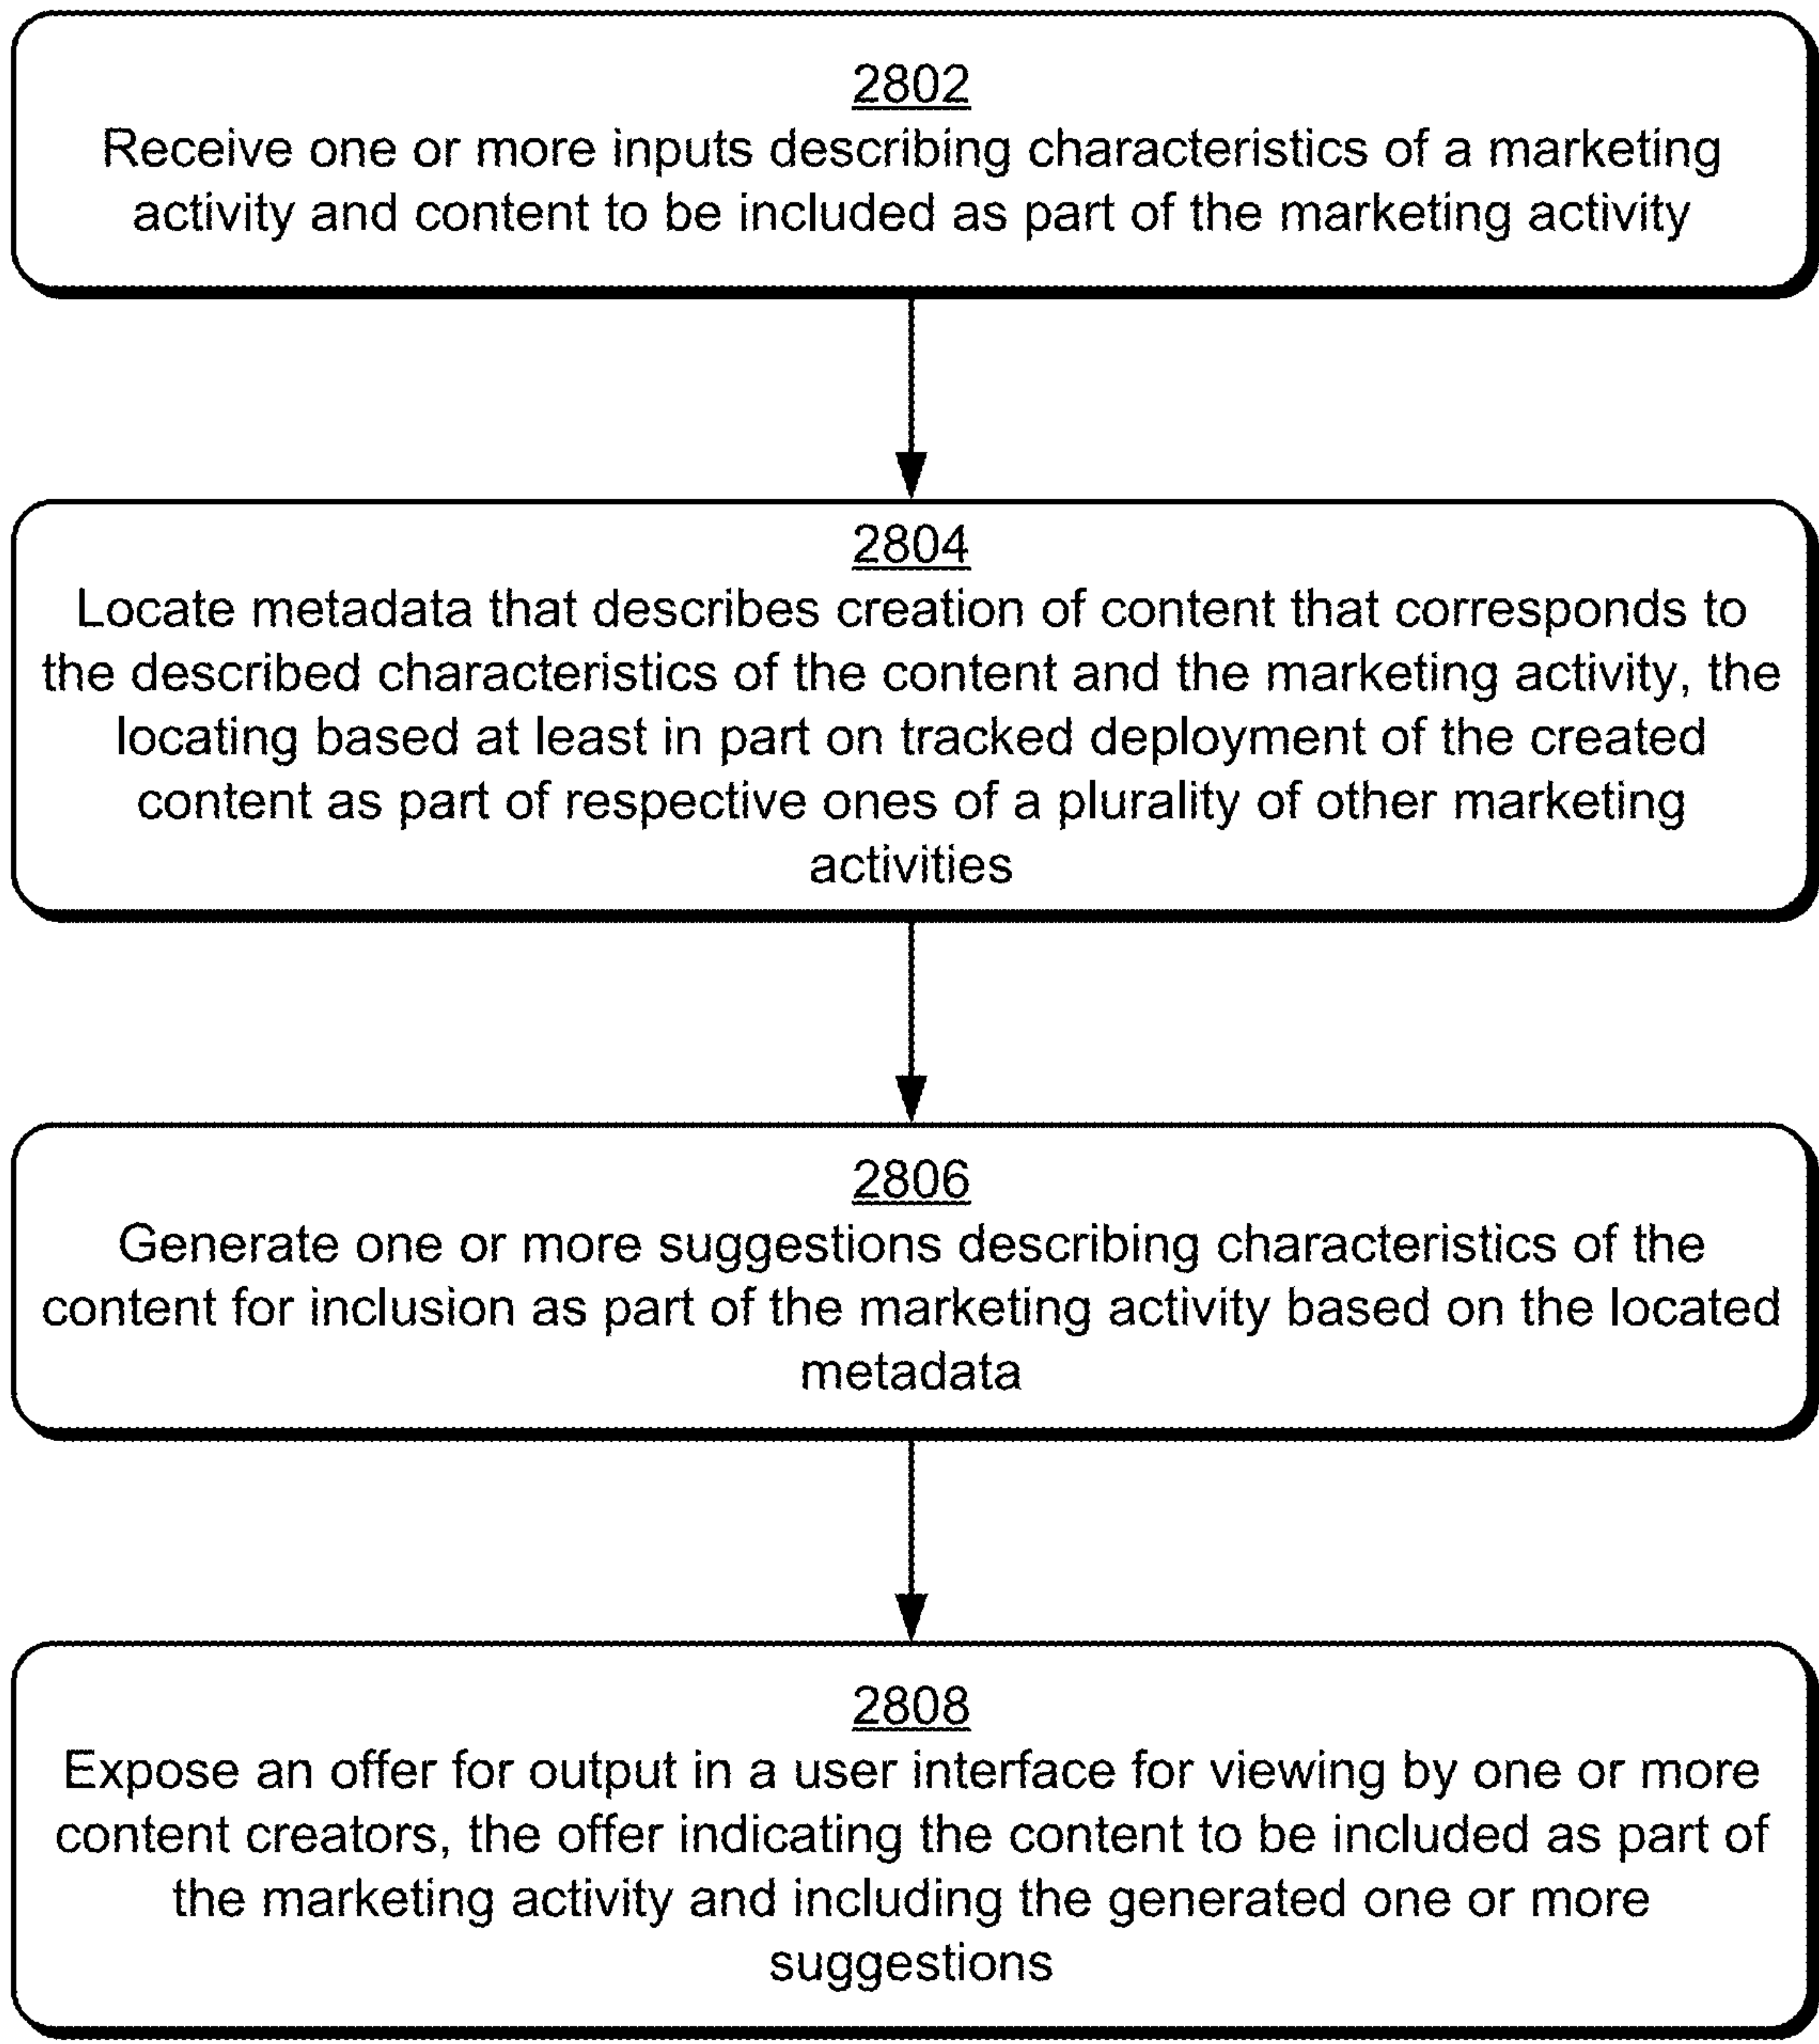 2802
Receive one or more inputs describing characteristics of a marketing
activity and content to be included as part of the marketing activity
2804
Locate metadata that describes creation of content that corresponds to
the described characteristics of the content and the marketing activity, the
locating based at least in part on tracked deployment of the created
content as part of respective ones of a plurality of other marketing
activities
2806
Generate one or more suggestions describing characteristics of the
content for inclusion as part of the marketing activity based on the located
metadata
2808
Expose an offer for output in a user interface for viewing by one or more
content creators, the offer indicating the content to be included as part of
the marketing activity and including the generated one or more
suggestions